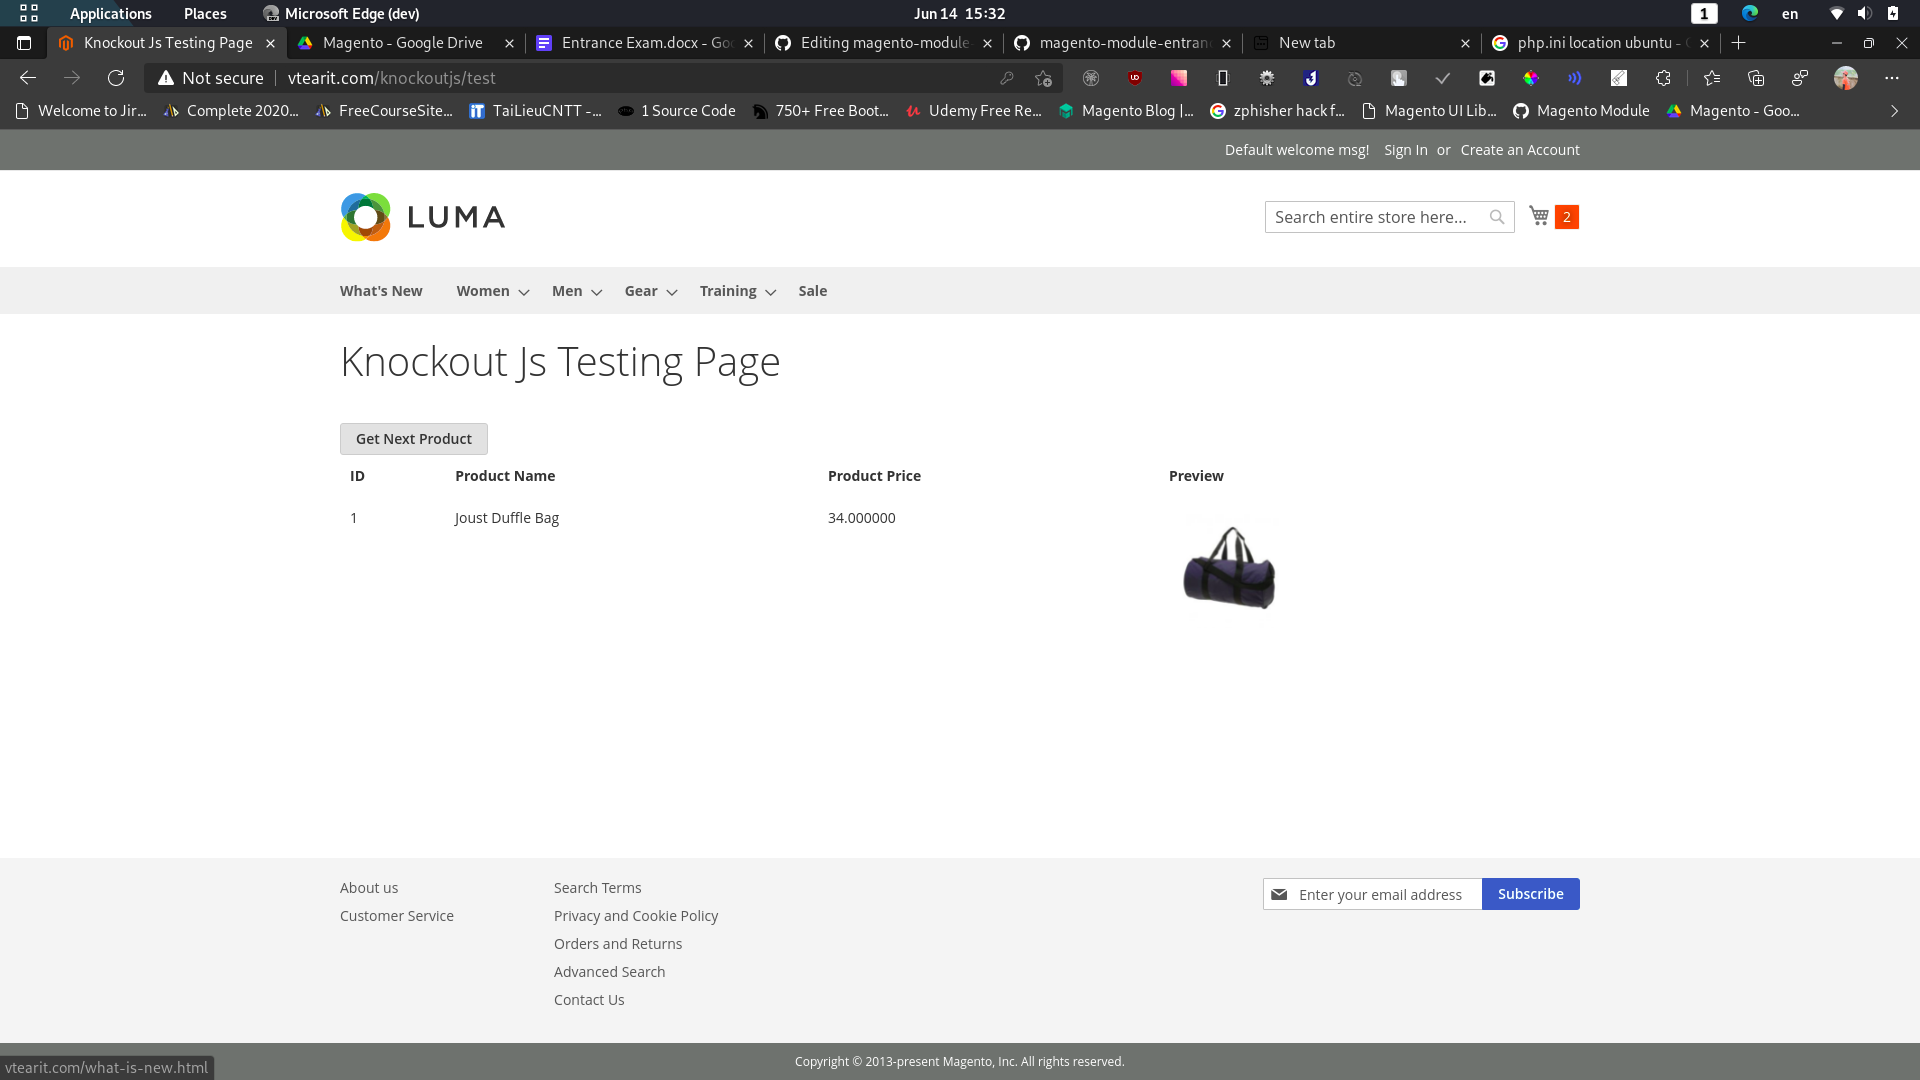 Applications Places Microsoft Edge (dev) Jun 14 15:32 1 en
Knockout Js Testing Page Magento - Google Drive Entrance Exam.docx - Goo Editing magento-module magento-module-entran New tab php.ini location ubuntu -
Not secure vtearit.com/knockoutjs/test
Welcome to Jir... Complete 2020... FreeCourseSite... TaiLieuCNTT -... 1 Source Code 750+ Free Boot... Udemy Free Re... Magento Blog |... zphisher hack f... Magento UI Lib... Magento Module Magento - Goo...
Default welcome msg! Sign In or Create an Account
LUMA
Search entire store here... 2
What's New Women Men Gear Training Sale
Knockout Js Testing Page
Get Next Product
ID Product Name Product Price Preview
1 Joust Duffle Bag 34.000000
About us
Customer Service
Search Terms
Privacy and Cookie Policy
Orders and Returns
Advanced Search
Contact Us
Enter your email address Subscribe
Copyright © 2013-present Magento, Inc. All rights reserved.
vtearit.com/what-is-new.html